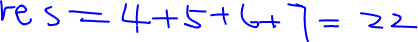 res = 4+5+6+7 = 22